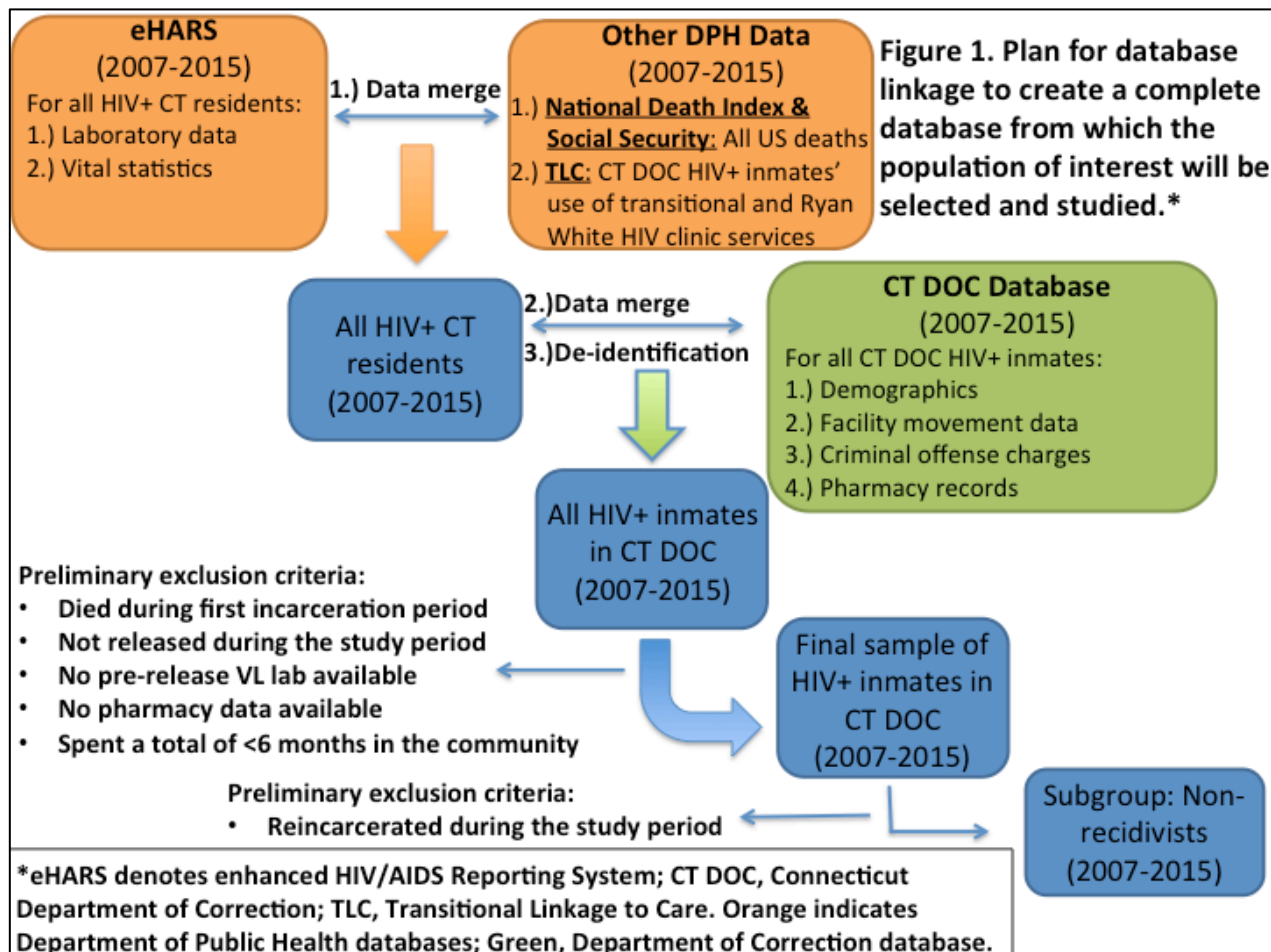 eHARS
(2007-2015)
For all HIV+ CT residents:
1.) Laboratory data
2.) Vital statistics
1.) Data merge
Other DPH Data
(2007-2015)
1.) National Death Index &
Social Security: All US deaths
2.) TLC: CT DOC HIV+ inmates’
use of transitional and Ryan
White HIV clinic services
Figure 1. Plan for database
linkage to create a complete
database from which the
population of interest will be
selected and studied.*
All HIV+ CT
residents
(2007-2015)
2.)Data merge
3.)De-identification
CT DOC Database
(2007-2015)
For all CT DOC HIV+ inmates:
1.) Demographics
2.) Facility movement data
3.) Criminal offense charges
4.) Pharmacy records
All HIV+ inmates
in CT DOC
(2007-2015)
Preliminary exclusion criteria:
• Died during first incarceration period
• Not released during the study period
• No pre-release VL lab available
• No pharmacy data available
• Spent a total of <6 months in the community
Final sample of
HIV+ inmates in
CT DOC
(2007-2015)
Preliminary exclusion criteria:
• Reincarcerated during the study period
Subgroup: Non-
recidivists
(2007-2015)
*eHARS denotes enhanced HIV/AIDS Reporting System; CT DOC, Connecticut
Department of Correction; TLC, Transitional Linkage to Care. Orange indicates
Department of Public Health databases; Green, Department of Correction database.